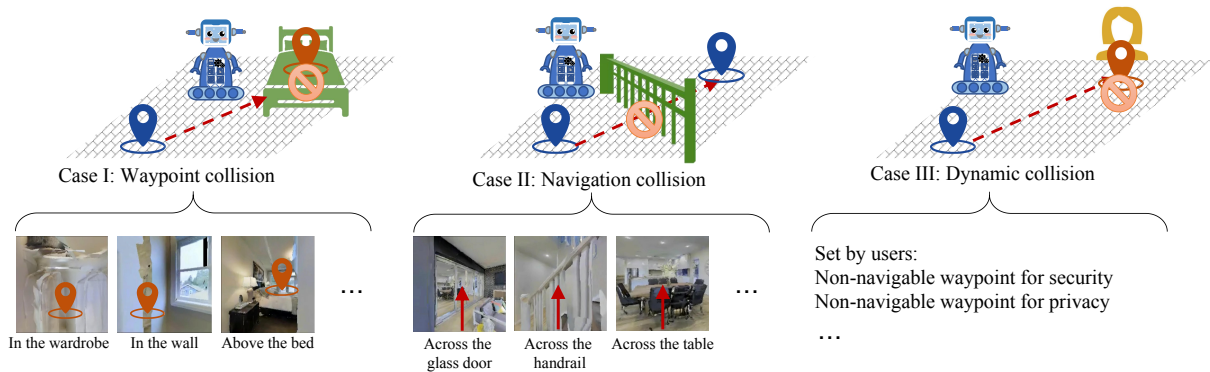 Case I: Waypoint collision
Case II: Navigation collision
Case III: Dynamic collision
In the wardrobe
In the wall
Above the bed
...
Across the
glass door
Across the
handrail
Across the table
...
Set by users:
Non-navigable waypoint for security
Non-navigable waypoint for privacy
...